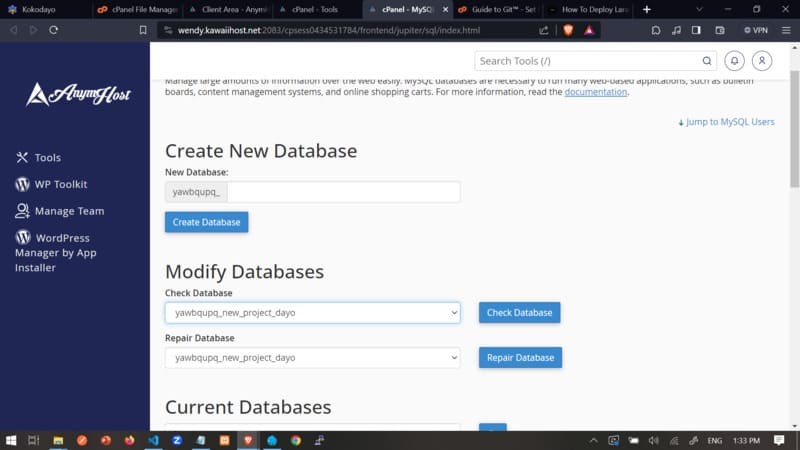 Kokodayo
cPanel File Manager
Client Area - Anyml
cPanel - Tools
cPanel - MySQL
Guide to Git™ - Set
How To Deploy Lara
wendy.kawaiihost.net:2083/cpsess0434531784/frontend/jupiter/sql/index.html
VPN
Search Tools (/)
AnymHost
Tools
WP Toolkit
Manage Team
WordPress
Manager by App
Installer
Manage large amounts of information over the web easily. MySQL databases are necessary to run many web-based applications, such as bulletin
boards, content management systems, and online shopping carts. For more information, read the documentation.
Jump to MySQL Users
Create New Database
New Database:
yawbqupq_
Create Database
Modify Databases
Check Database
yawbqupq_new_project_dayo
Check Database
Repair Database
yawbqupq_new_project_dayo
Repair Database
Current Databases
ENG
1:33 PM